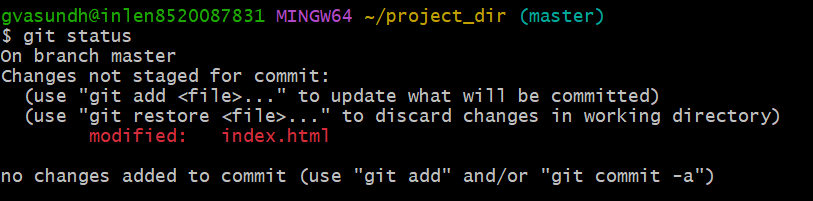 gvasundh@inlen8520087831 MINGW64 ~/project_dir (master)
$ git status
On branch master
Changes not staged for commit:
  (use "git add <file>..." to update what will be committed)
  (use "git restore <file>..." to discard changes in working directory)
        modified:   index.html

no changes added to commit (use "git add" and/or "git commit -a")